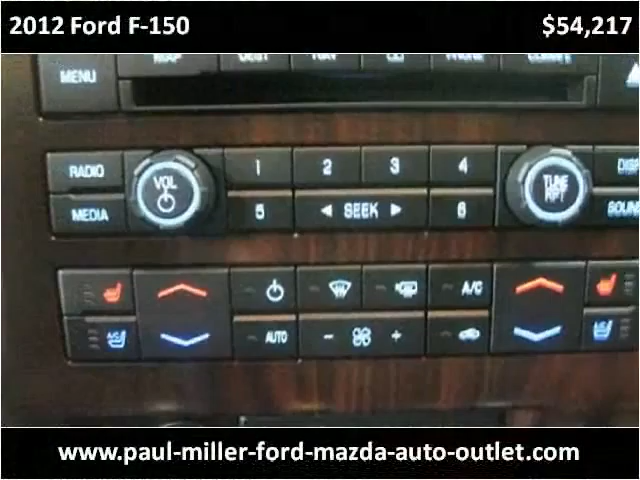 2012 Ford F-150 $54,217
MENU
RADIO VOL 1 2 3 4 TUNE
RPT
MEDIA 5 SEEK 6
A/C
A/C AUTO - + A/C
www.paul-miller-ford-mazda-auto-outlet.com